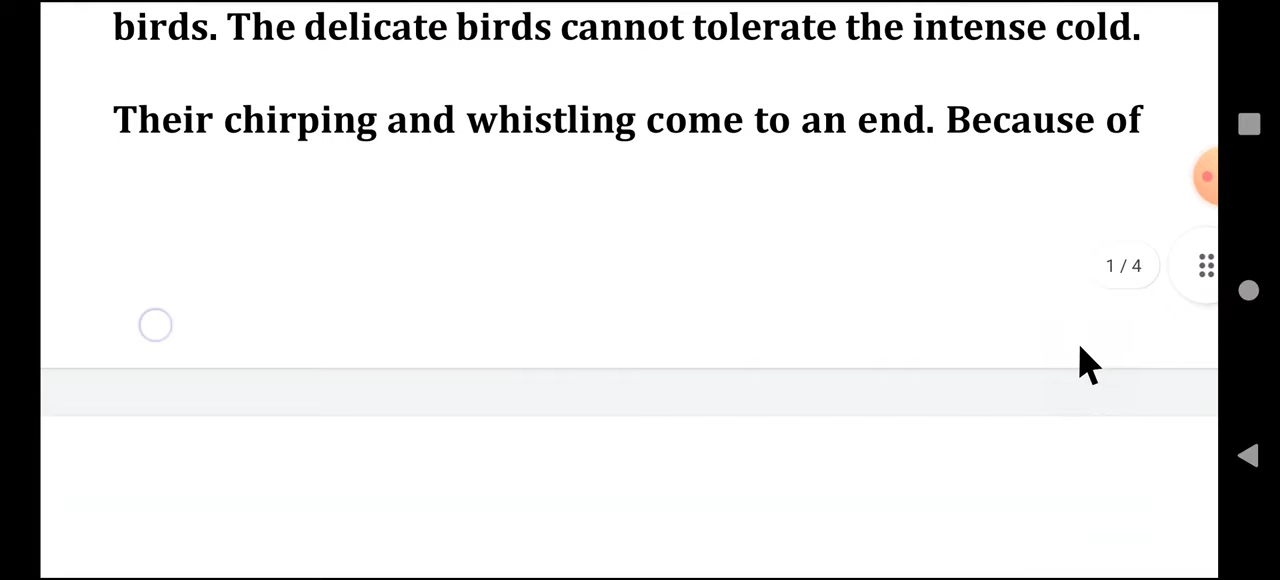 birds. The delicate birds cannot tolerate the intense cold.
Their chirping and whistling come to an end. Because of
1 / 4